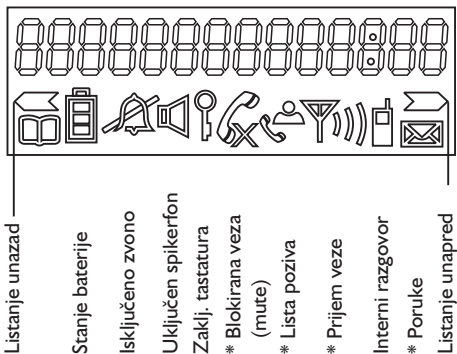 Listanje unazad
Stanje baterije
Isključeno zvono
Uključen spikerfon
Zaklj. tastatura
* Blokirana veza
(mute)
* Lista poziva
* Prijem veze
Interni razgovor
* Poruke
Listanje unapred